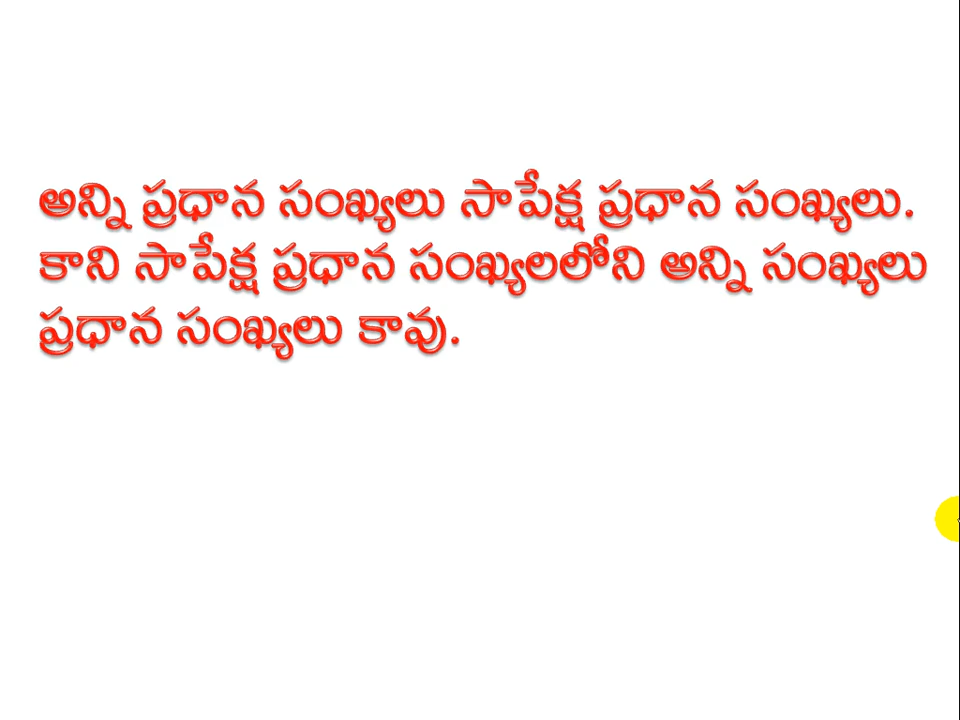 అన్ని ప్రధాన సంఖ్యలు సాపేక్ష ప్రధాన సంఖ్యలు.
కాని సాపేక్ష ప్రధాన సంఖ్యలలోని అన్ని సంఖ్యలు
ప్రధాన సంఖ్యలు కావు.